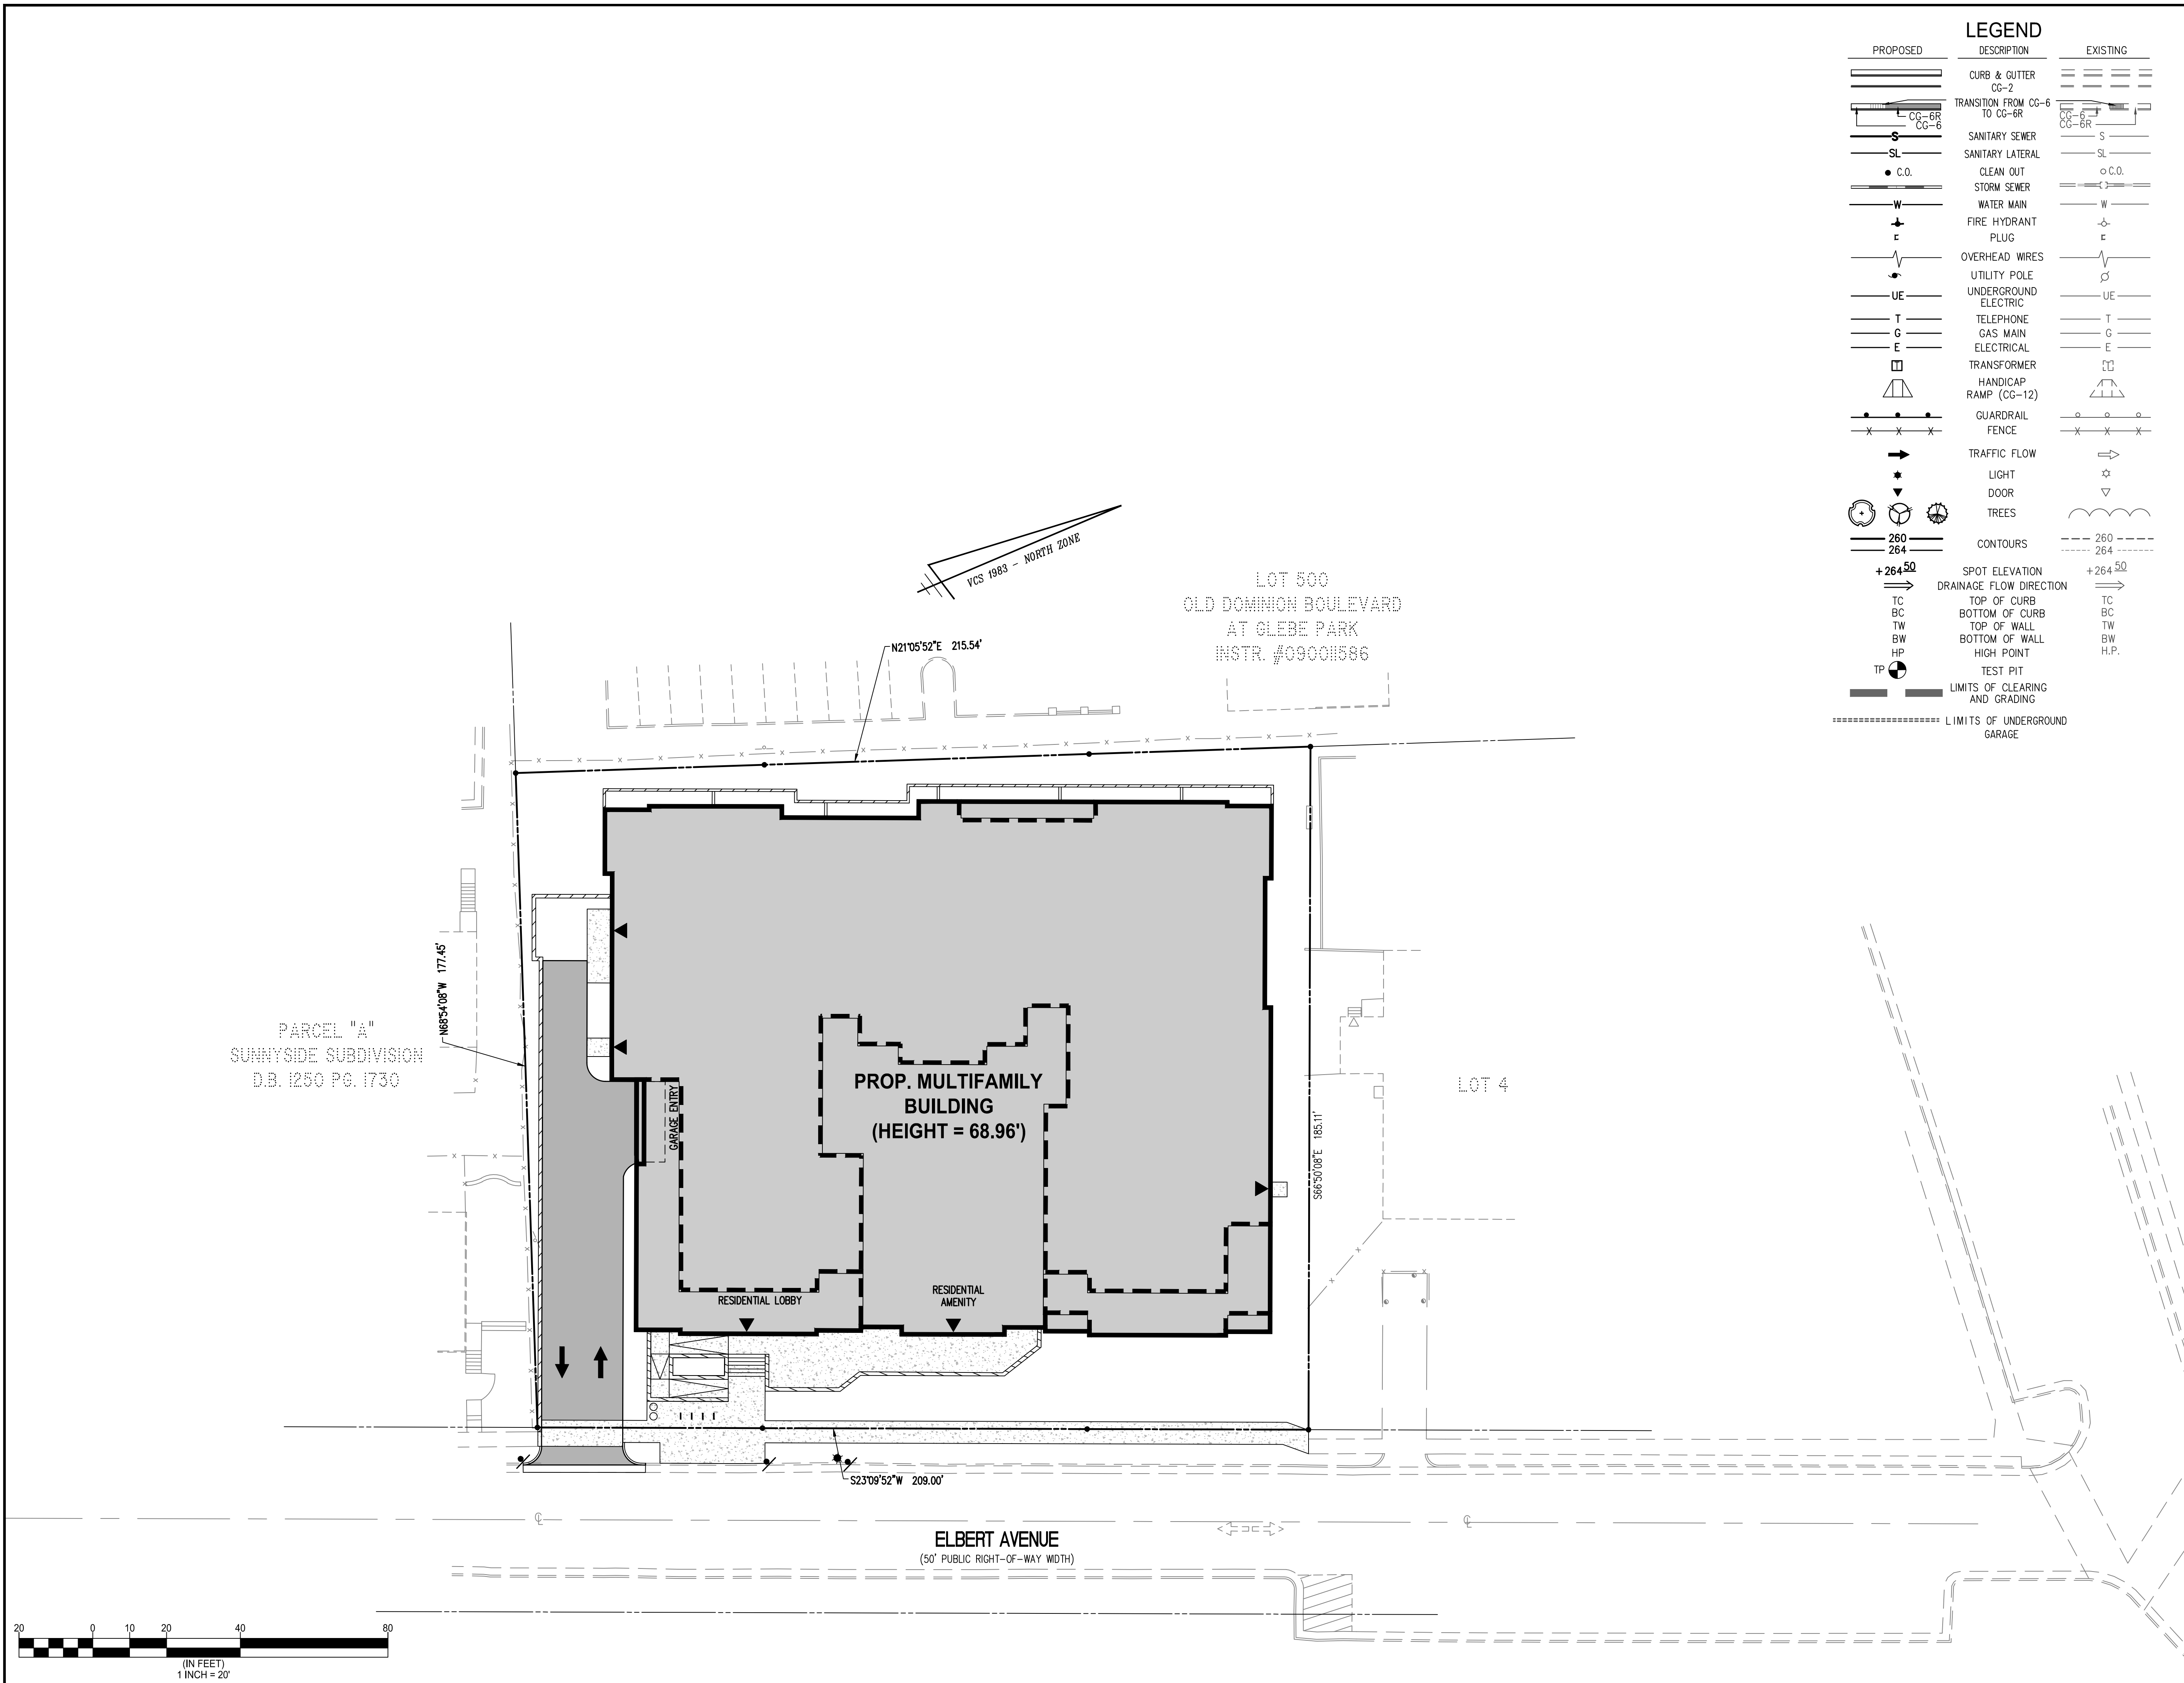 LEGEND
PROPOSED DESCRIPTION EXISTING
CURB & GUTTER
CG-2
TRANSITION FROM CG-6
TO CG-6R
CG-6R
CG-6
CG-6
CG-6R
S SANITARY SEWER S
SL SANITARY LATERAL SL
C.O. CLEAN OUT C.O.
STORM SEWER
W WATER MAIN W
FIRE HYDRANT
PLUG
OVERHEAD WIRES
UTILITY POLE
UE UNDERGROUND UE
ELECTRIC
T TELEPHONE T
G GAS MAIN G
E ELECTRICAL E
T TRANSFORMER T
HANDICAP
RAMP (CG-12)
GUARDRAIL
X X X FENCE X X X
TRAFFIC FLOW
LIGHT
DOOR
TREES
260 260
CONTOURS
264 264
+264 50 SPOT ELEVATION +264 50
DRAINAGE FLOW DIRECTION
TC TOP OF CURB TC
BC BOTTOM OF CURB BC
TW TOP OF WALL TW
BW BOTTOM OF WALL BW
HP HIGH POINT H.P.
TP TEST PIT
LIMITS OF CLEARING
AND GRADING
LIMITS OF UNDERGROUND
GARAGE
VCS 1983 - NORTH ZONE
LOT 500
OLD DOMINION BOULEVARD
AT GLEBE PARK
INSTR. #090011586
N21°05'52"E 215.54'
N68°54'08"W 177.45'
PARCEL "A"
SUNNYSIDE SUBDIVISION
D.B. 1250 PG. 1730
PROP. MULTIFAMILY
BUILDING
(HEIGHT = 68.96')
GARAGE ENTRY
LOT 4
S66°50'08"E 185.11'
RESIDENTIAL LOBBY
RESIDENTIAL
AMENITY
S23°09'52"W 209.00'
ELBERT AVENUE
(50' PUBLIC RIGHT-OF-WAY WIDTH)
20 0 10 20 40 80
(IN FEET)
1 INCH = 20'